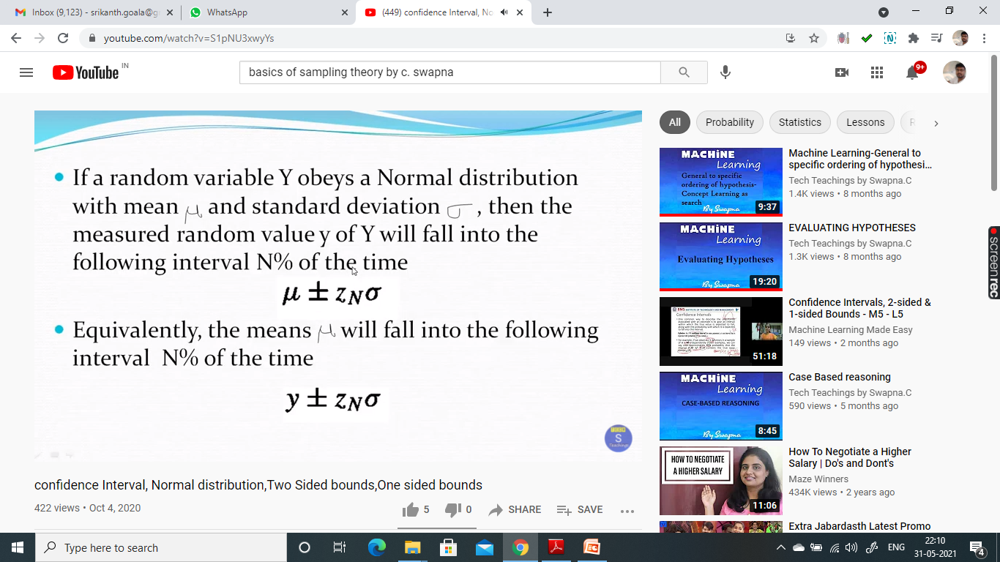 Inbox (9,123) - srikanth.goala@g
WhatsApp
(449) confidence Interval, No
youtube.com/watch?v=S1pNU3xwyYs
YouTube IN
basics of sampling theory by c. swapna
9+
If a random variable Y obeys a Normal distribution
with mean μ and standard deviation σ , then the
measured random value y of Y will fall into the
following interval N% of the time
μ ± z_Nσ
Equivalently, the means μ will fall into the following
interval N% of the time
y ± z_Nσ
S
Teachings
confidence Interval, Normal distribution,Two Sided bounds,One sided bounds
422 views • Oct 4, 2020
5
0
SHARE
SAVE
All
Probability
Statistics
Lessons
R
MACHiNE
Learning
General to specific
ordering of hypothesis-
Concept Learning as
search
By Swapna
9:37
Machine Learning-General to
specific ordering of hypothesi...
Tech Teachings by Swapna.C
1.4K views • 8 months ago
MACHiNE
Learning
Evaluating Hypotheses
By Swapna
19:20
EVALUATING HYPOTHESES
Tech Teachings by Swapna.C
1.3K views • 8 months ago
Confidence Intervals
51:18
Confidence Intervals, 2-sided &
1-sided Bounds - M5 - L5
Machine Learning Made Easy
149 views • 2 months ago
MACHiNE
Learning
CASE-BASED REASONING
By Swapna
8:45
Case Based reasoning
Tech Teachings by Swapna.C
590 views • 5 months ago
HOW TO NEGOTIATE
A HIGHER SALARY
11:06
How To Negotiate a Higher
Salary | Do's and Dont's
Maze Winners
434K views • 2 years ago
Extra Jabardasth Latest Promo
screenrec
Type here to search
ENG
22:10
31-05-2021
4